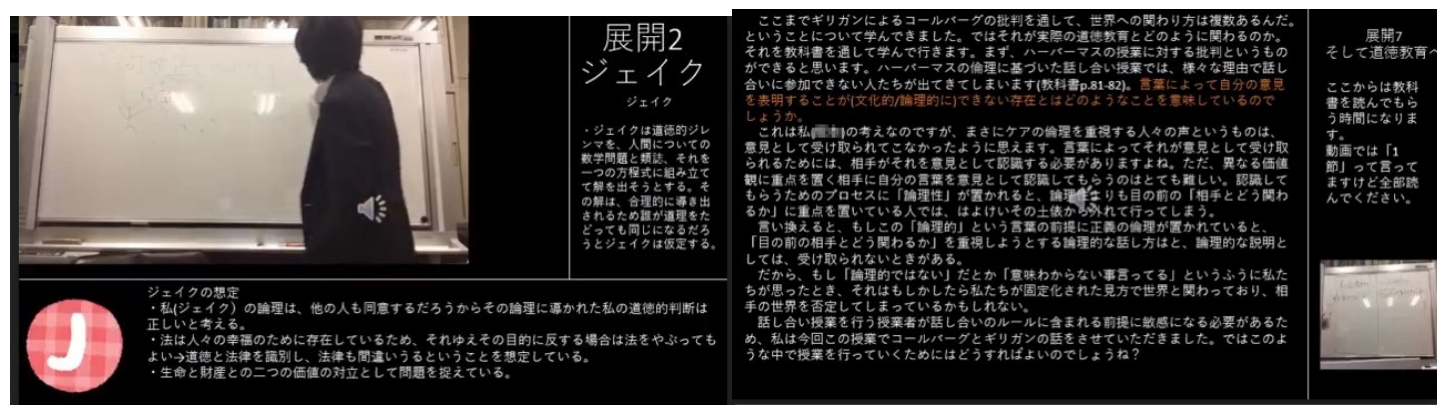 展開2
ジェイク
ジェイク
・ジェイクは道徳的ジレ
ンマを、人間についての
数学問題と類誌、それを
一つの方程式に組み立て
て解を出そうとする。そ
の解は、合理的に導き出
されるため誰が道理をた
どっても同じになるだろ
うとジェイクは仮定する。
J
ジェイクの想定
・私(ジェイク）の論理は、他の人も同意するだろうからその論理に導かれた私の道徳的判断は
正しいと考える。
・法は人々の幸福のために存在しているため、それゆえその目的に反する場合は法をやぶっても
よい→道徳と法律を識別し、法律も間違いうるということを想定している。
・生命と財産との二つの価値の対立として問題を捉えている。
ここまでギリガンによるコールバーグの批判を通して、世界への関わり方は複数あるんだ。
ということについて学んできました。ではそれが実際の道徳教育とどのように関わるのか。
それを教科書を通して学んで行きます。まず、ハーバーマスの授業に対する批判というもの
ができると思います。ハーバーマスの倫理に基づいた話し合い授業では、様々な理由で話し
合いに参加できない人たちが出てきてしまいます(教科書p.81-82)。言葉によって自分の意見
を表明することが(文化的/論理的に)できない存在とはどのようなことを意味しているので
しょうか。
これは私( )の考えなのですが、まさにケアの倫理を重視する人々の声というものは、
意見として受け取られてこなかったように思えます。言葉によってそれが意見として受け取
られるためには、相手がそれを意見として認識する必要がありますよね。ただ、異なる価値
観に重点を置く相手に自分の言葉を意見として認識してもらうのはとても難しい。認識して
もらうためのプロセスに「論理性」が置かれると、論理性よりも目の前の「相手とどう関わ
るか」に重点を置いている人では、はよけいその土俵から外れて行ってしまう。
言い換えると、もしこの「論理的」という言葉の前提に正義の倫理が置かれていると、
「目の前の相手とどう関わるか」を重視しようとする論理的な話し方はと、論理的な説明と
しては、受け取られないときがある。
だから、もし「論理的ではない」だとか「意味わからない事言ってる」というふうに私た
ちが思ったとき、それはもしかしたら私たちが固定化された見方で世界と関わっており、相
手の世界を否定してしまっているかもしれない。
話し合い授業を行う授業者が話し合いのルールに含まれる前提に敏感になる必要があるた
め、私は今回この授業でコールバーグとギリガンの話をさせていただきました。ではこのよ
うな中で授業を行っていくためにはどうすればよいのでしょうね？
展開7
そして道徳教育へ
ここからは教科
書を読んでもら
う時間になりま
す。
動画では「1
節」って言って
ますけど全部読
んでください。